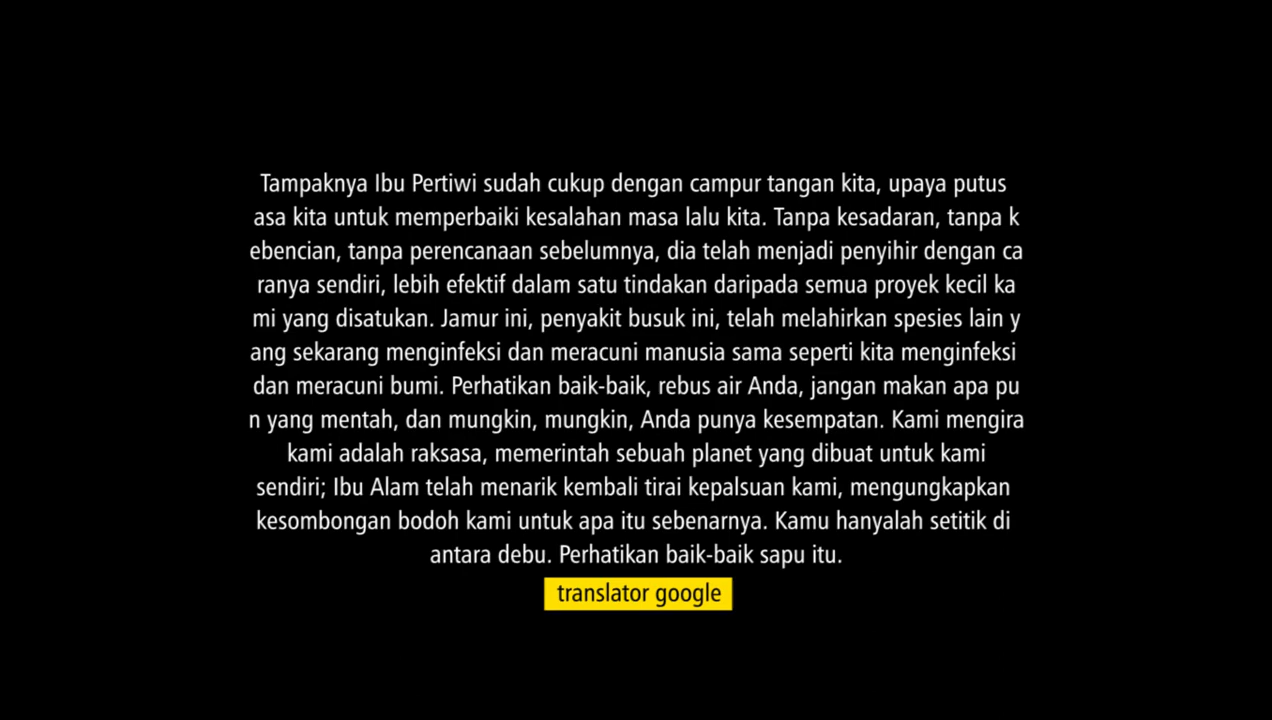 Tampaknya Ibu Pertiwi sudah cukup dengan campur tangan kita, upaya putus
asa kita untuk memperbaiki kesalahan masa lalu kita. Tanpa kesadaran, tanpa k
ebencian, tanpa perencanaan sebelumnya, dia telah menjadi penyihir dengan ca
ranya sendiri, lebih efektif dalam satu tindakan daripada semua proyek kecil ka
mi yang disatukan. Jamur ini, penyakit busuk ini, telah melahirkan spesies lain y
ang sekarang menginfeksi dan meracuni manusia sama seperti kita menginfeksi
dan meracuni bumi. Perhatikan baik-baik, rebus air Anda, jangan makan apa pu
n yang mentah, dan mungkin, mungkin, Anda punya kesempatan. Kami mengira
kami adalah raksasa, memerintah sebuah planet yang dibuat untuk kami
sendiri; Ibu Alam telah menarik kembali tirai kepalsuan kami, mengungkapkan
kesombongan bodoh kami untuk apa itu sebenarnya. Kamu hanyalah setitik di
antara debu. Perhatikan baik-baik sapu itu.
translator google